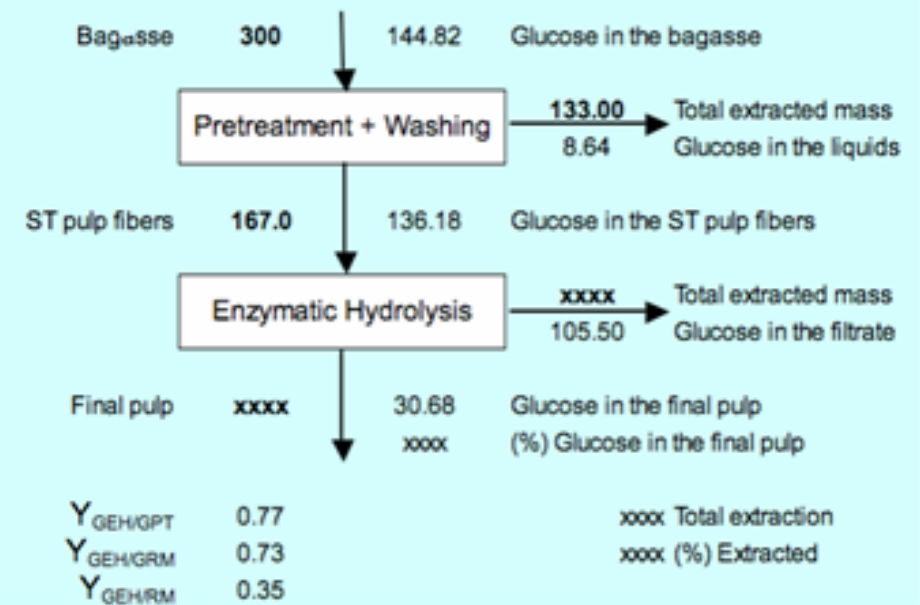 Bagasse 300 144.82 Glucose in the bagasse
Pretreatment + Washing 133.00 Total extracted mass
8.64 Glucose in the liquids
ST pulp fibers 167.0 136.18 Glucose in the ST pulp fibers
Enzymatic Hydrolysis xxxx Total extracted mass
105.50 Glucose in the filtrate
Final pulp xxxx 30.68 Glucose in the final pulp
xxxx (%) Glucose in the final pulp
YGEH/GPT 0.77 xxxx Total extraction
YGEH/GRM 0.73 xxxx (%) Extracted
YGEH/RM 0.35